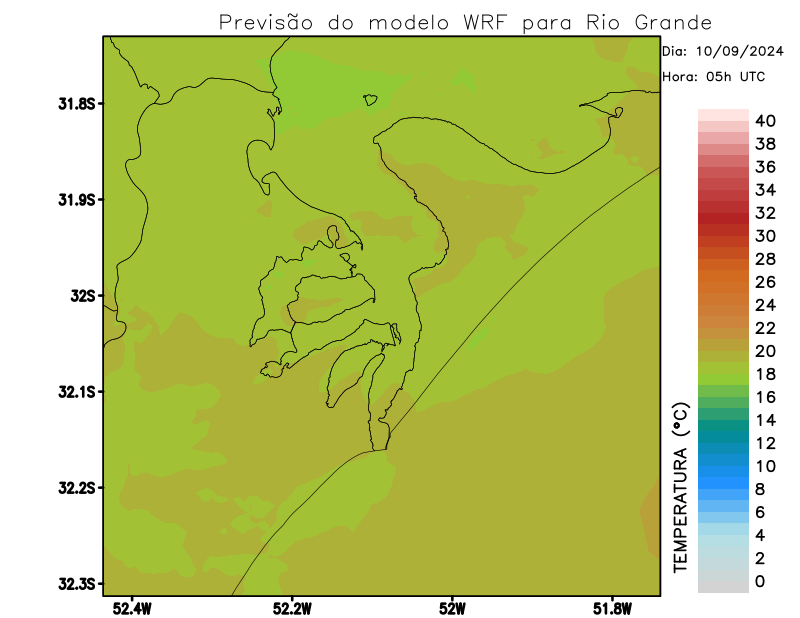 Previsão do modelo WRF para Rio Grande
Dia: 10/09/2024
Hora: 05h UTC
31.8S
31.9S
32S
32.1S
32.2S
32.3S
52.4W
52.2W
52W
51.8W
TEMPERATURA (°C)
40
38
36
34
32
30
28
26
24
22
20
18
16
14
12
10
8
6
4
2
0